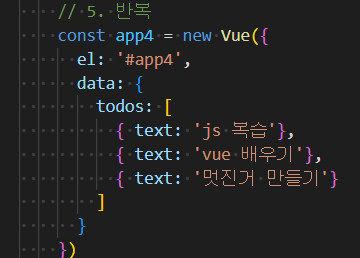 // 5. 반복
const app4 = new Vue({
el: '#app4',
data: {
todos: [
{ text: 'js 복습'},
{ text: 'vue 배우기'},
{ text: '멋진거 만들기'}
]
}
})